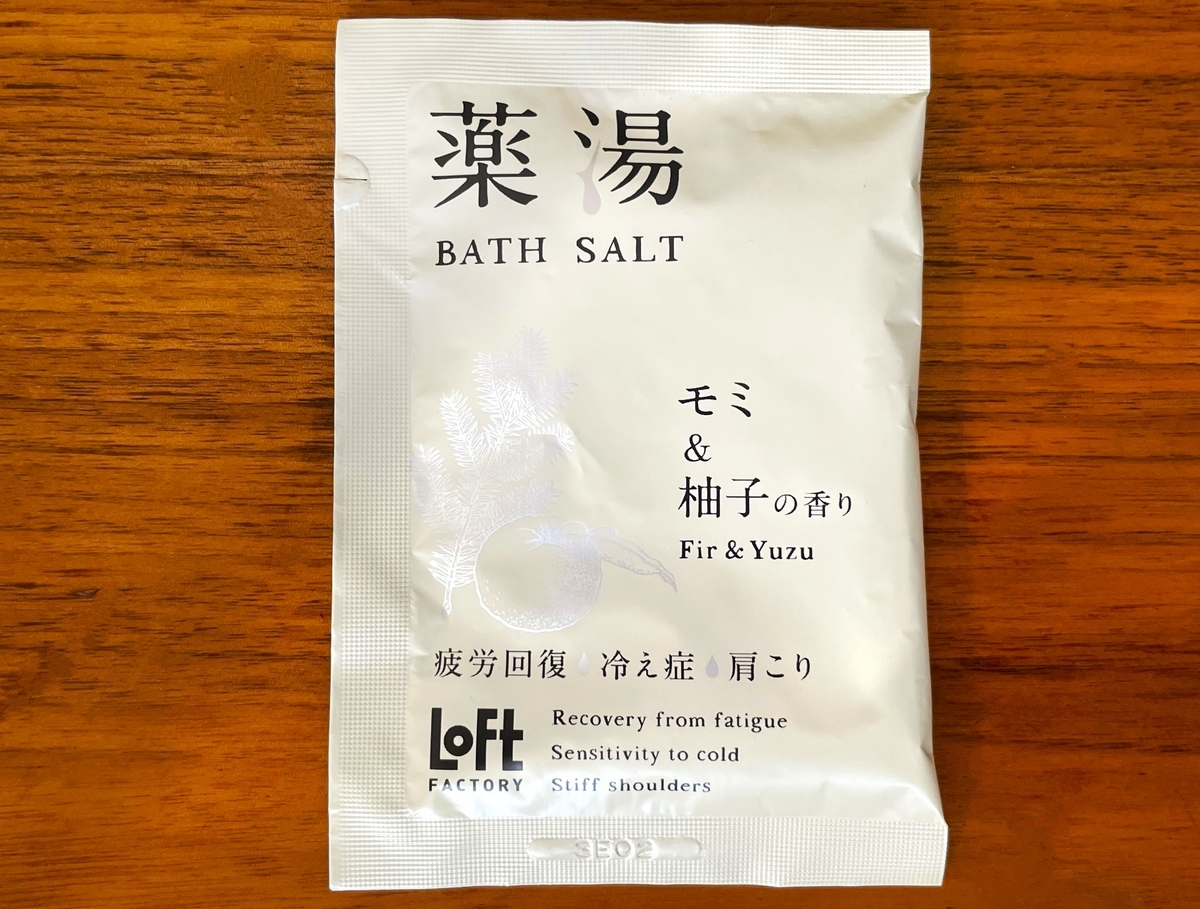 薬湯
BATH SALT
モミ
&
柚子の香り
Fir & Yuzu
疲労回復 冷え症 肩こり
LoFt
FACTORY
Recovery from fatigue
Sensitivity to cold
Stiff shoulders
3E02